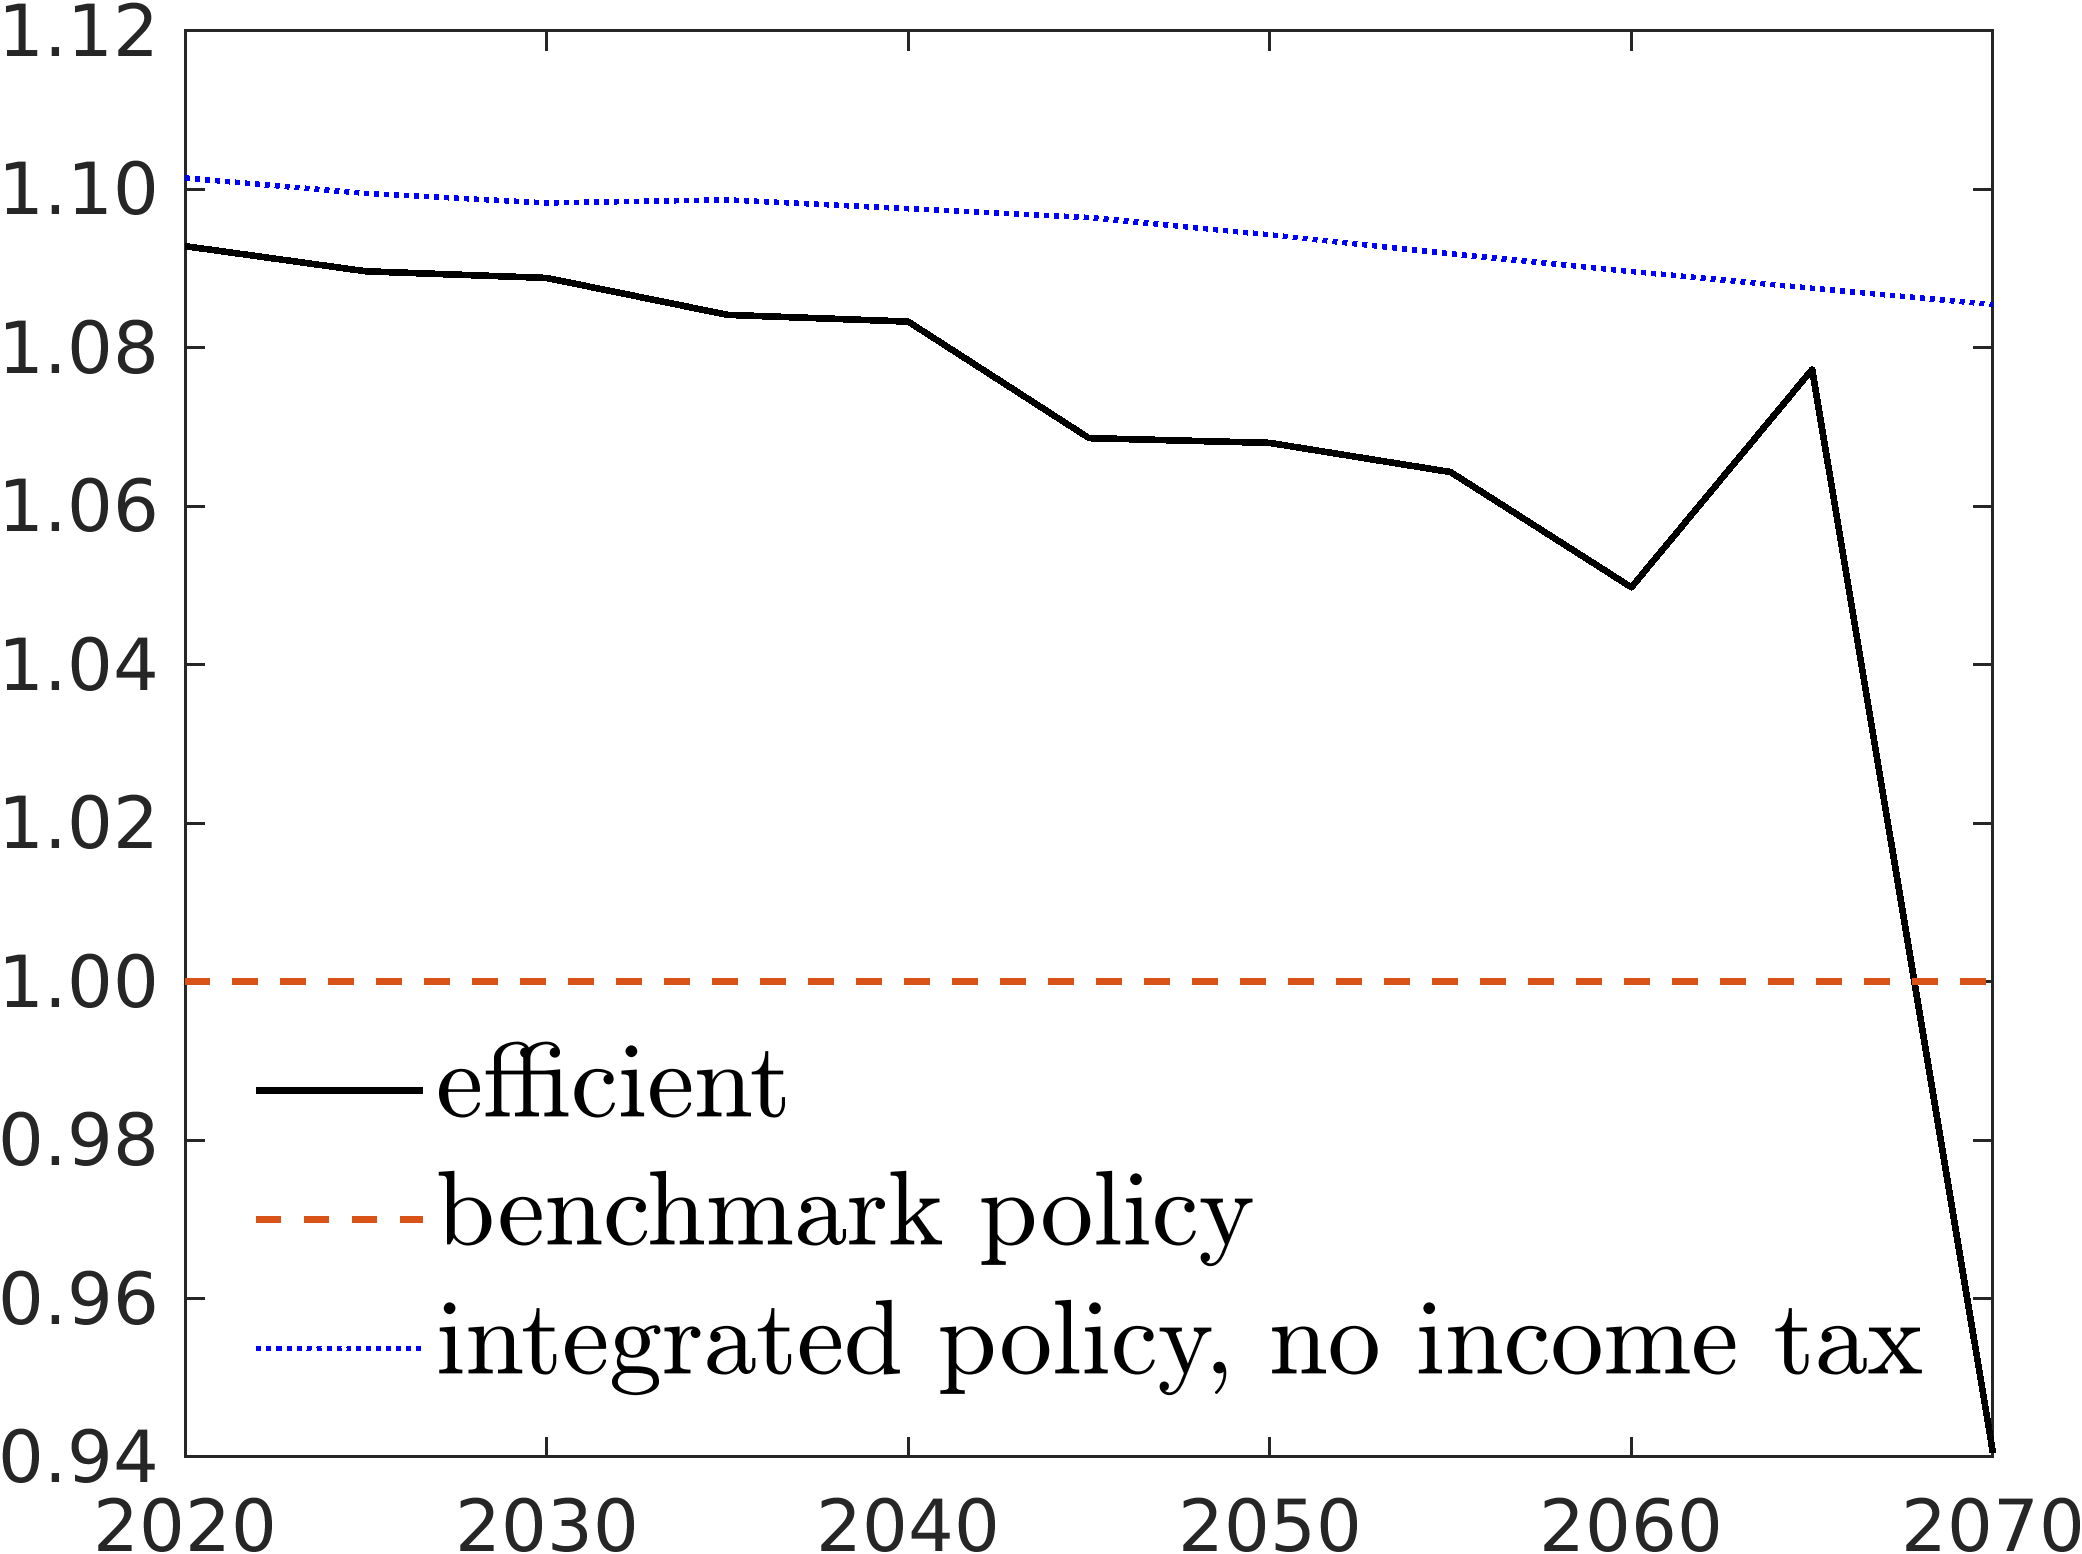 1.12
1.10
1.08
1.06
1.04
1.02
1.00
0.98
0.96
0.94
efficient
benchmark policy
integrated policy, no income tax
2020 2030 2040 2050 2060 2070